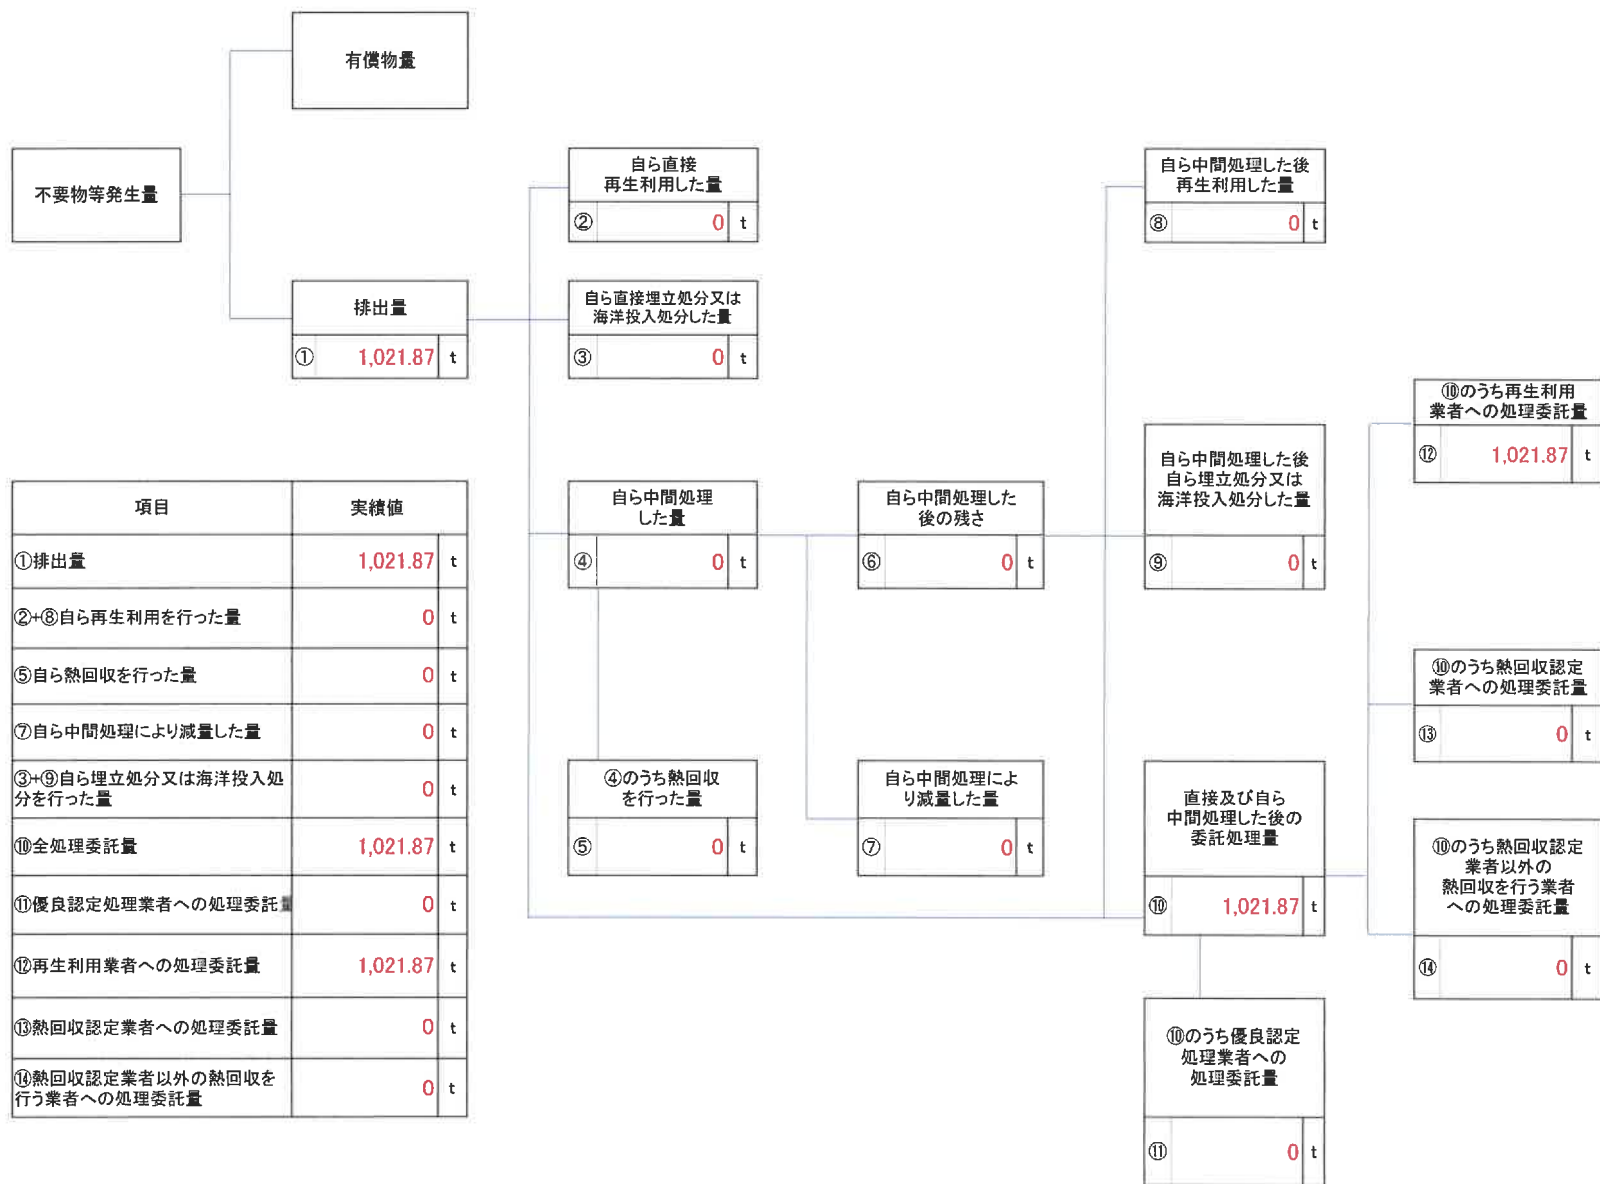 有償物量
不要物等発生量
排出量
① 1,021.87 t
自ら直接
再生利用した量
② 0 t
自ら直接埋立処分又は
海洋投入処分した量
③ 0 t
自ら中間処理
した量
④ 0 t
④のうち熱回収
を行った量
⑤ 0 t
自ら中間処理した
後の残さ
⑥ 0 t
自ら中間処理によ
り減量した量
⑦ 0 t
自ら中間処理した後
再生利用した量
⑧ 0 t
自ら中間処理した後
自ら埋立処分又は
海洋投入処分した量
⑨ 0 t
直接及び自ら
中間処理した後の
委託処理量
⑩ 1,021.87 t
⑩のうち優良認定
処理業者への
処理委託量
⑪ 0 t
⑩のうち再生利用
業者への処理委託量
⑫ 1,021.87 t
⑩のうち熱回収認定
業者への処理委託量
⑬ 0 t
⑩のうち熱回収認定
業者以外の
熱回収を行う業者
への処理委託量
⑭ 0 t
項目 実績値
①排出量 1,021.87 t
②+⑧自ら再生利用を行った量 0 t
⑤自ら熱回収を行った量 0 t
⑦自ら中間処理により減量した量 0 t
③+⑨自ら埋立処分又は海洋投入処
分を行った量 0 t
⑩全処理委託量 1,021.87 t
⑪優良認定処理業者への処理委託量 0 t
⑫再生利用業者への処理委託量 1,021.87 t
⑬熱回収認定業者への処理委託量 0 t
⑭熱回収認定業者以外の熱回収を
行う業者への処理委託量 0 t